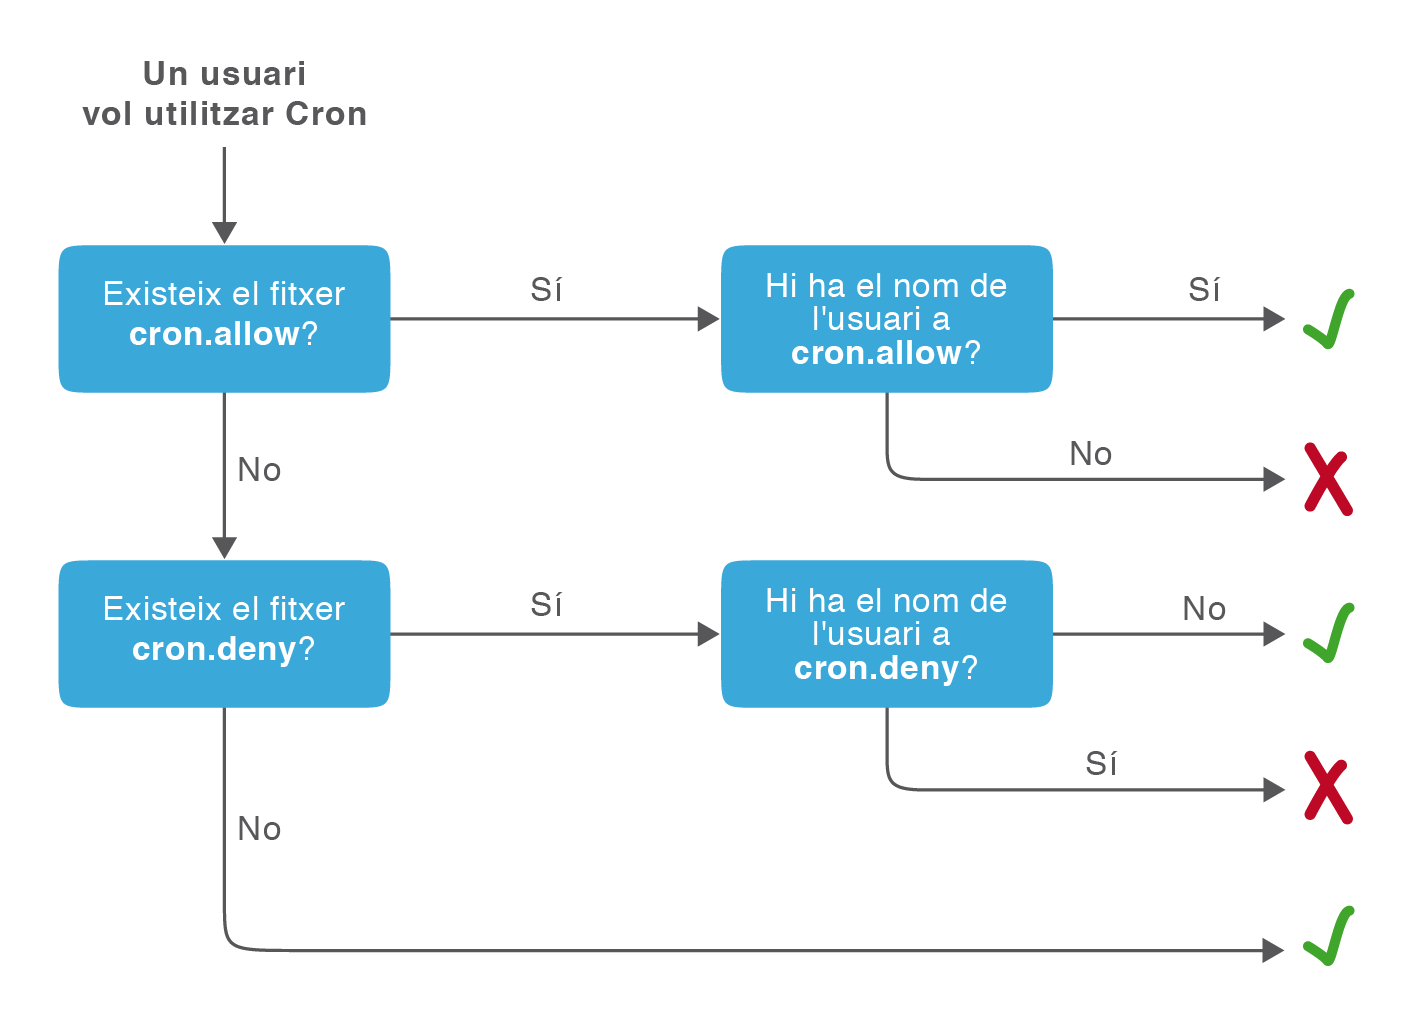 Un usuari
vol utilitzar Cron
Existeix el fitxer
cron.allow?
Sí
Hi ha el nom de
l'usuari a
cron.allow?
Sí
No
No
Existeix el fitxer
cron.deny?
Sí
Hi ha el nom de
l'usuari a
cron.deny?
No
Sí
No